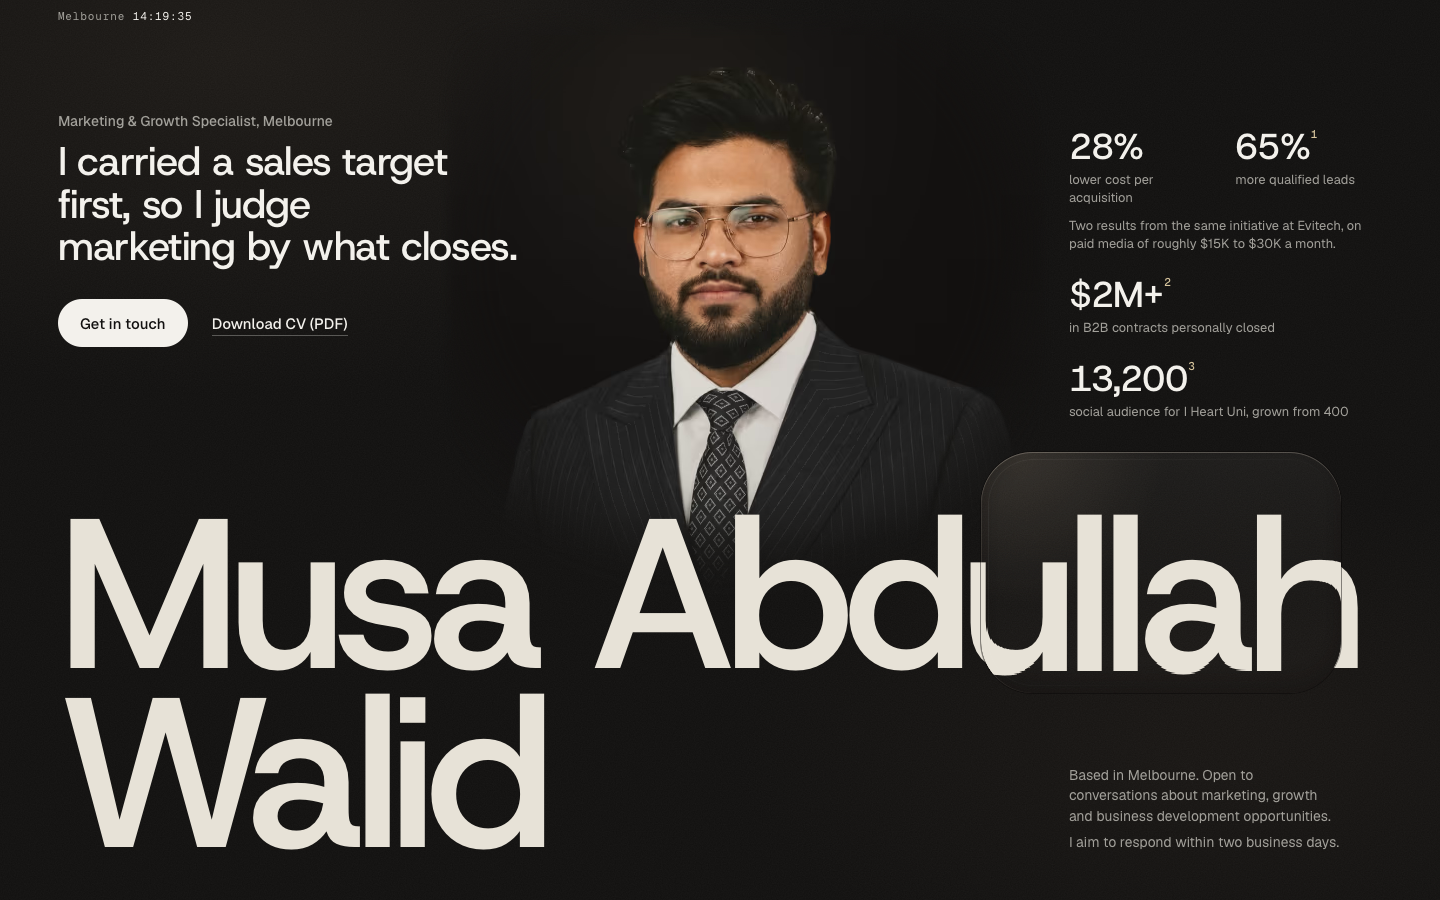 Melbourne 14:19:35
Marketing & Growth Specialist, Melbourne
I carried a sales target
first, so I judge
marketing by what closes.
Get in touch
Download CV (PDF)
28%
lower cost per
acquisition
65%1
more qualified leads
Two results from the same initiative at Evitech, on
paid media of roughly $15K to $30K a month.
$2M+2
in B2B contracts personally closed
13,2003
social audience for I Heart Uni, grown from 400
Musa Abdullah
Walid
Based in Melbourne. Open to
conversations about marketing, growth
and business development opportunities.
I aim to respond within two business days.